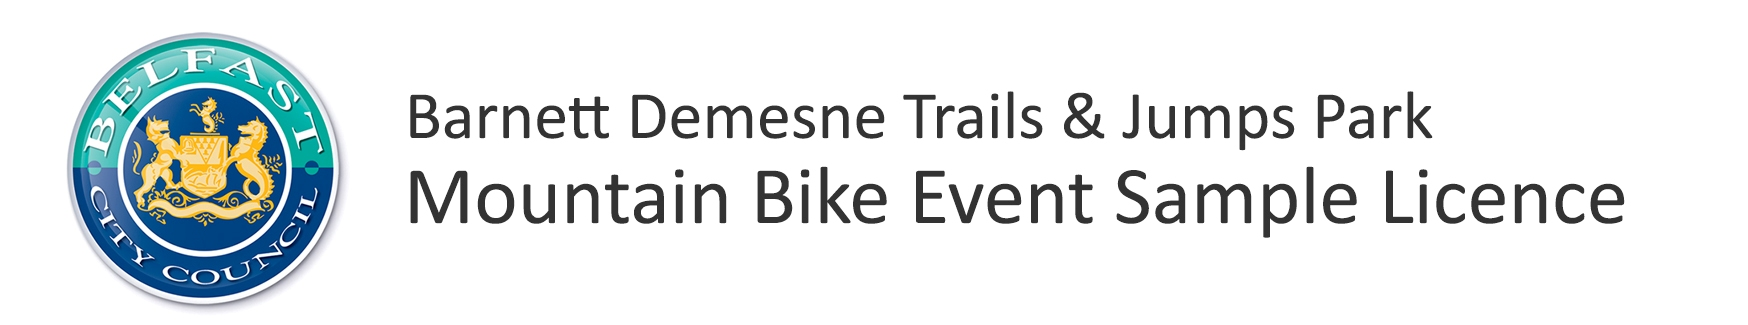 BELFAST
CITY COUNCIL
Barnett Demesne Trails & Jumps Park
Mountain Bike Event Sample Licence